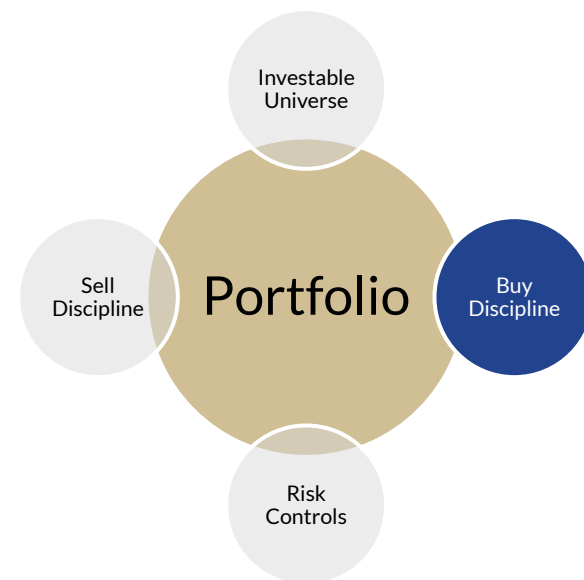 Investable
Universe
Sell
Discipline
Portfolio
Buy
Discipline
Risk
Controls